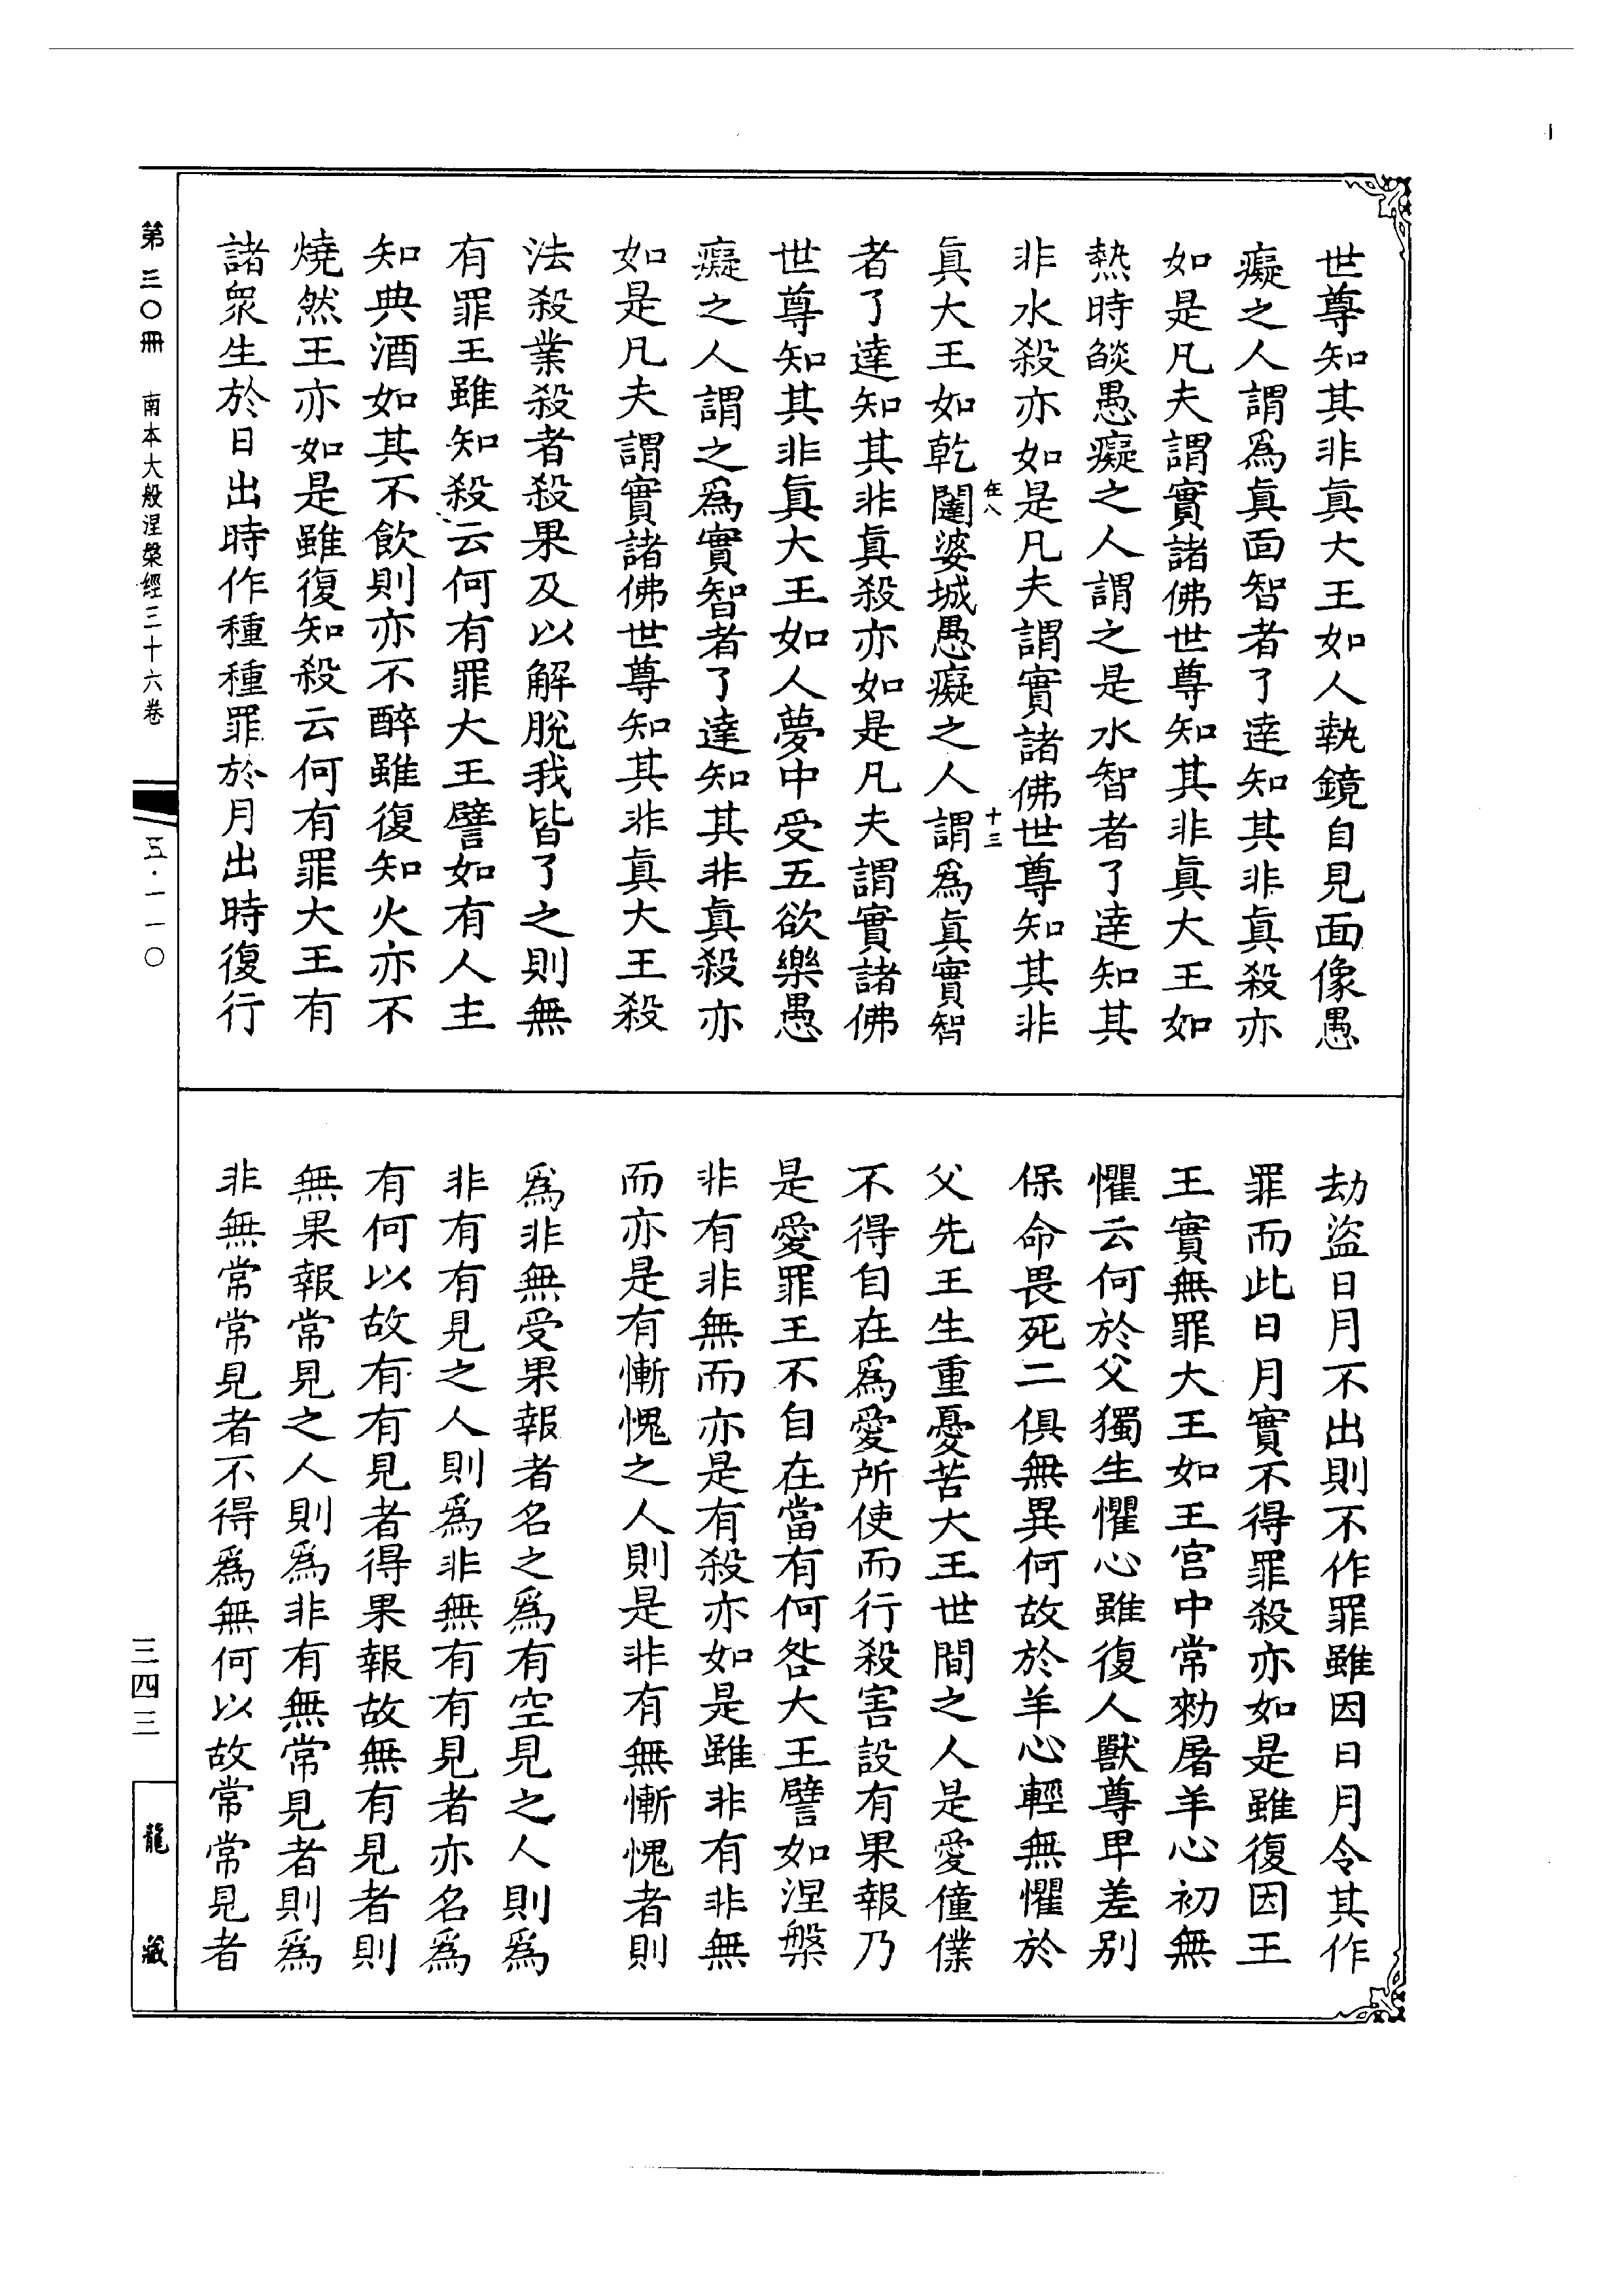 世尊知其非眞大王如人執鏡自見面像愚
癡之人謂爲眞面智者了達知其非眞殺亦
如是凡夫謂實諸佛世尊知其非眞大王如
熱時燄愚癡之人謂之是水智者了達知其
非水殺亦如是凡夫謂實諸佛世尊知其非
在八
十三
眞大王如乾闥婆城愚癡之人謂爲眞實智
者了達知其非眞殺亦如是凡夫謂實諸佛
世尊知其非眞大王如人夢中受五欲樂愚
癡之人謂之爲實智者了達知其非眞殺亦
如是凡夫謂實諸佛世尊知其非眞大王殺
法殺業殺者殺果及以解脫我皆了之則無
有罪王雖知殺云何有罪大王譬如有人主
知典酒如其不飲則亦不醉雖復知火亦不
燒然王亦如是雖復知殺云何有罪大王有
諸眾生於日出時作種種罪於月出時復行
劫盜日月不出則不作罪雖因日月令其作
罪而此日月實不得罪殺亦如是雖復因王
王實無罪大王如王宮中常勑屠羊心初無
懼云何於父獨生懼心雖復人獸尊卑差別
保命畏死二俱無異何故於羊心輕無懼於
父先王生重憂苦大王世間之人是愛僮僕
不得自在爲愛所使而行殺害設有果報乃
是愛罪王不自在當有何咎大王譬如涅槃
非有非無而亦是有殺亦如是雖非有非無
而亦是有慚愧之人則是非有無慚愧者則
爲非無受果報者名之爲有空見之人則爲
非有有見之人則爲非無有有見者亦名爲
有何以故有有見者得果報故無有見者則
無果報常見之人則爲非有無常見者則爲
非無常常見者不得爲無何以故常常見者
第三〇冊 南本大般涅槃經三十六卷
五·一一〇
三四三
龍藏